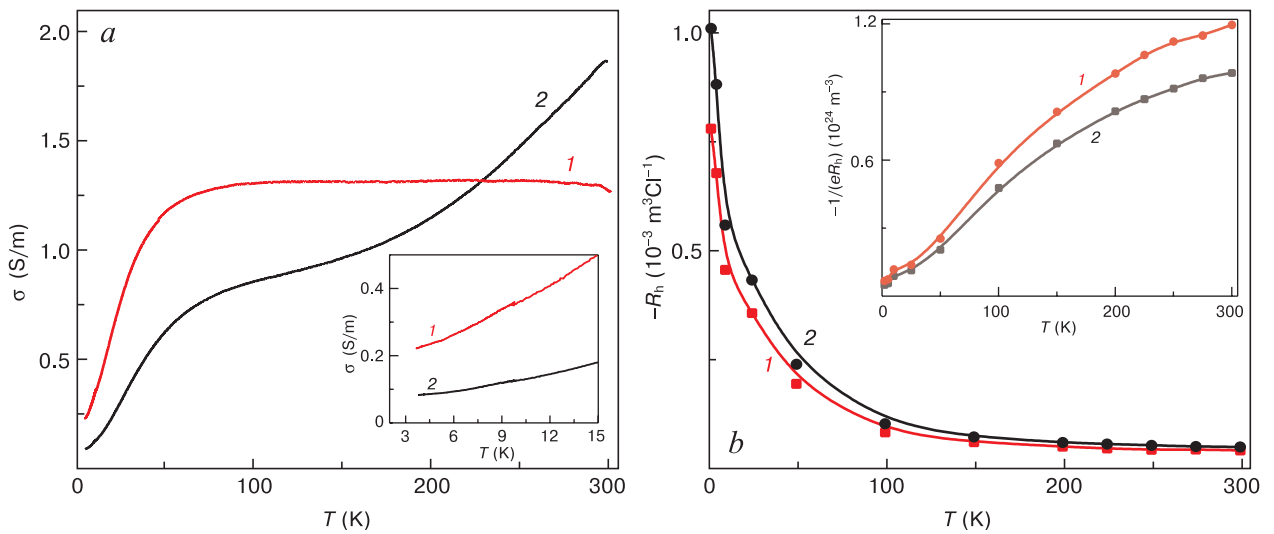 a
2.0
1.5
1.0
0.5
0
σ (S/m)
2
1
0.4
0.2
0
σ (S/m)
1
2
3 6 9 12 15
T (K)
0 100 200 300
T (K)
b
1.0
0.5
0
−Rₕ (10⁻³ m³Cl⁻¹)
2
1
1.2
0.6
0
−1/(eRₕ) (10²⁴ m⁻³)
1
2
100 200 300
T (K)
0 100 200 300
T (K)